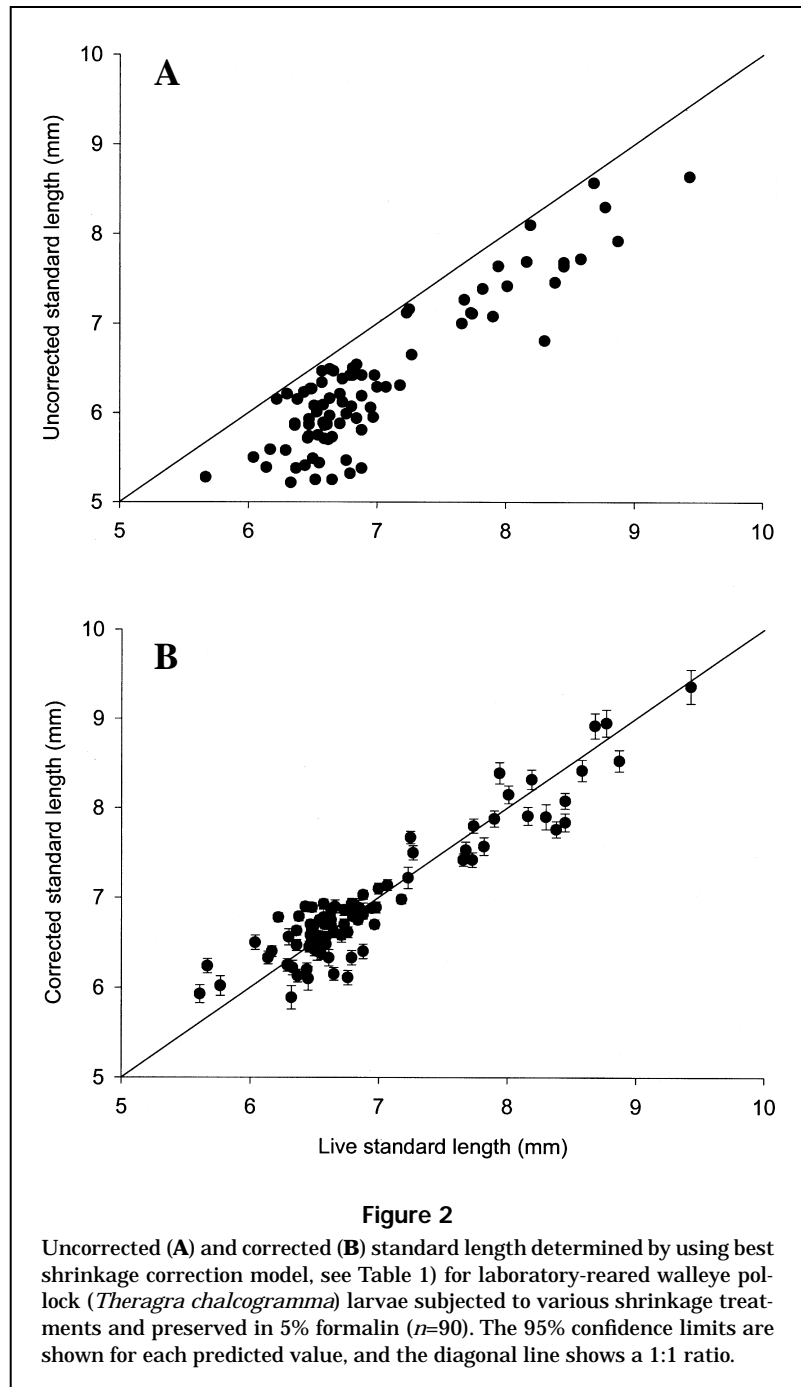 A
Uncorrected standard length (mm)
10
9
8
7
6
5
5 6 7 8 9 10
B
Corrected standard length (mm)
10
9
8
7
6
5
5 6 7 8 9 10
Live standard length (mm)
Figure 2
Uncorrected (A) and corrected (B) standard length determined by using best
shrinkage correction model, see Table 1) for laboratory-reared walleye pol-
lock (Theragra chalcogramma) larvae subjected to various shrinkage treat-
ments and preserved in 5% formalin (n=90). The 95% confidence limits are
shown for each predicted value, and the diagonal line shows a 1:1 ratio.